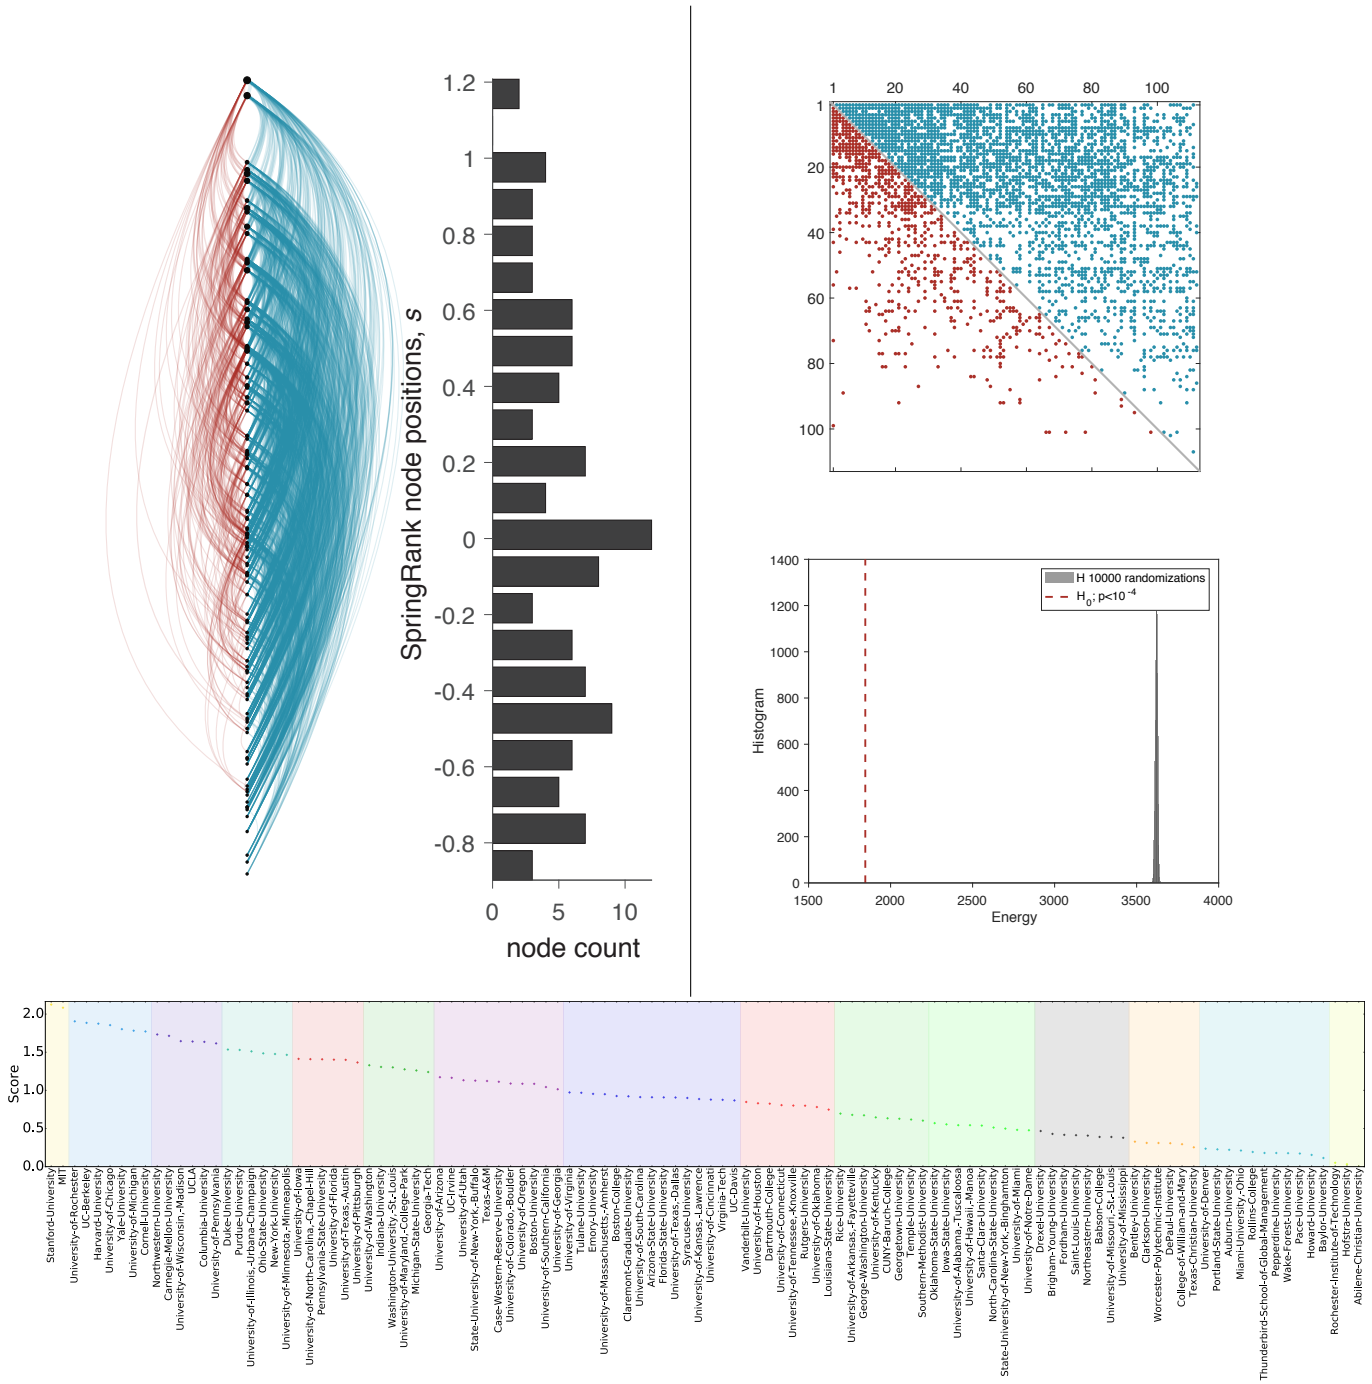 1.2
1
0.8
0.6
0.4
0.2
0
-0.2
-0.4
-0.6
-0.8
SpringRank node positions, s
0 5 10
node count
1 20 40 60 80 100
1
20
40
60
80
100
1400
1200
1000
800
600
400
200
0
Histogram
H 10000 randomizations
H0; p<10-4
1500 2000 2500 3000 3500 4000
Energy
2.0
1.5
1.0
0.5
0.0
Score
Stanford-University
MIT
University-of-Rochester
UC-Berkeley
Harvard-University
University-of-Chicago
Yale-University
University-of-Michigan
Cornell-University
Northwestern-University
Carnegie-Mellon-University
University-of-Wisconsin,-Madison
UCLA
Columbia-University
University-of-Pennsylvania
Duke-University
Purdue-University
University-of-Illinois,-Urbana-Champaign
Ohio-State-University
New-York-University
University-of-Minnesota,-Minneapolis
University-of-Iowa
University-of-North-Carolina,-Chapel-Hill
Pennsylvania-State-University
University-of-Florida
University-of-Texas,-Austin
University-of-Pittsburgh
University-of-Washington
Indiana-University
Washington-University,-St.-Louis
University-of-Maryland,-College-Park
Michigan-State-University
Georgia-Tech
University-of-Arizona
UC-Irvine
University-of-Utah
State-University-of-New-York,-Buffalo
Texas-A&M
Case-Western-Reserve-University
University-of-Colorado,-Boulder
University-of-Oregon
Boston-University
University-of-Southern-California
University-of-Georgia
University-of-Virginia
Tulane-University
Emory-University
University-of-Massachusetts,-Amherst
Boston-College
Claremont-Graduate-University
University-of-South-Carolina
Arizona-State-University
Florida-State-University
University-of-Texas,-Dallas
Syracuse-University
University-of-Kansas,-Lawrence
University-of-Cincinnati
Virginia-Tech
UC-Davis
Vanderbilt-University
University-of-Houston
Dartmouth-College
University-of-Connecticut
University-of-Tennessee,-Knoxville
Rutgers-University
University-of-Oklahoma
Louisiana-State-University
Rice-University
University-of-Arkansas,-Fayetteville
George-Washington-University
University-of-Kentucky
CUNY-Baruch-College
Georgetown-University
Temple-University
Southern-Methodist-University
Oklahoma-State-University
Iowa-State-University
University-of-Alabama,-Tuscaloosa
University-of-Hawaii,-Manoa
Santa-Clara-University
North-Carolina-State-University
State-University-of-New-York,-Binghamton
University-of-Miami
University-of-Notre-Dame
Drexel-University
Brigham-Young-University
Fordham-University
Saint-Louis-University
Northeastern-University
Babson-College
University-of-Missouri,-St.-Louis
University-of-Mississippi
Bentley-University
Clarkson-University
Worcester-Polytechnic-Institute
DePaul-University
College-of-William-and-Mary
Texas-Christian-University
University-of-Denver
Portland-State-University
Auburn-University
Miami-University,-Ohio
Rollins-College
Thunderbird-School-of-Global-Management
Pepperdine-University
Wake-Forest-University
Pace-University
Howard-University
Baylor-University
Rochester-Institute-of-Technology
Hofstra-University
Abilene-Christian-University